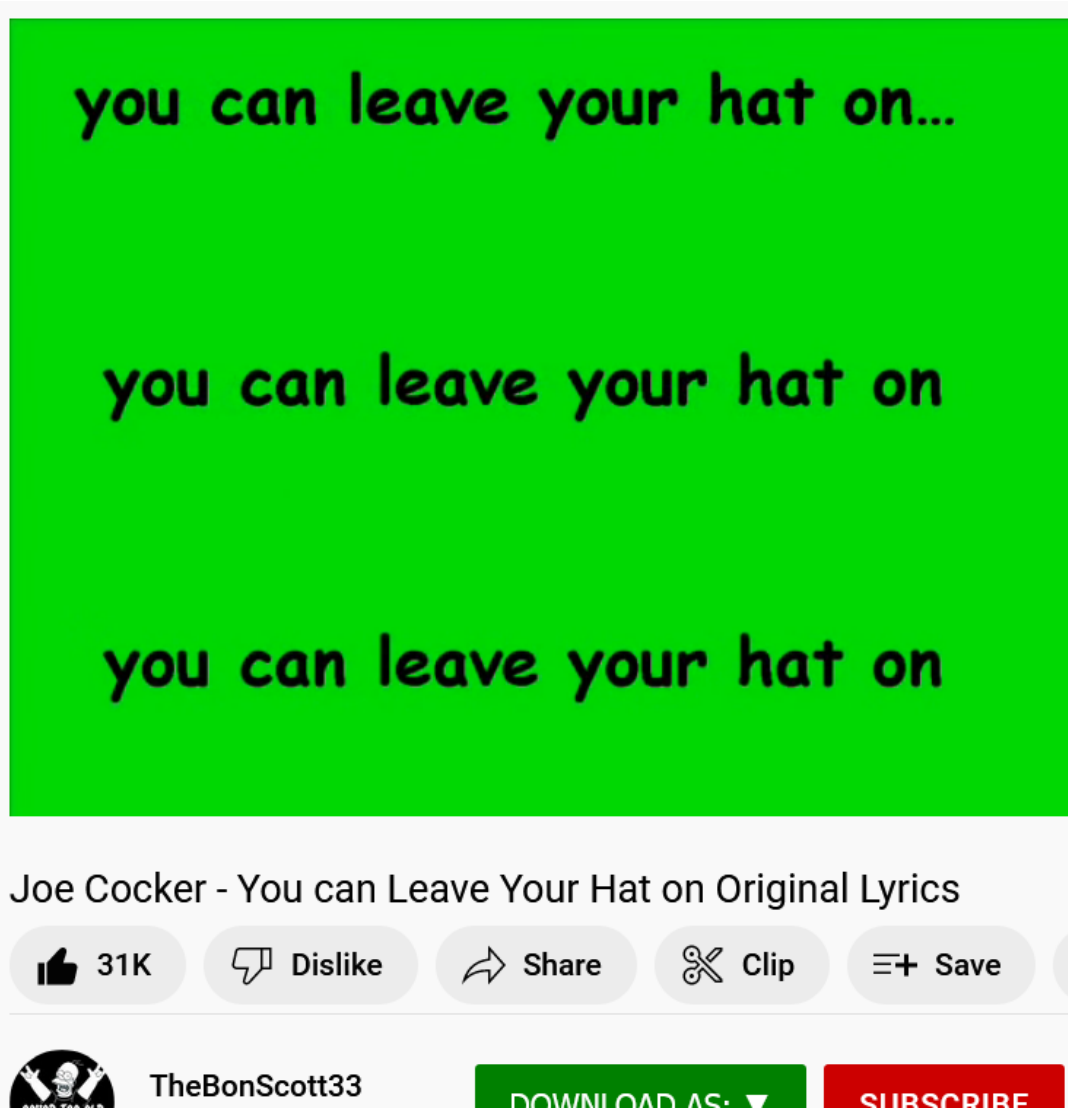 you can leave your hat on...
you can leave your hat on
you can leave your hat on
Joe Cocker - You can Leave Your Hat on Original Lyrics
31K Dislike Share Clip Save
TheBonScott33 DOWNLOAD AS: ▼ SUBSCRIBE